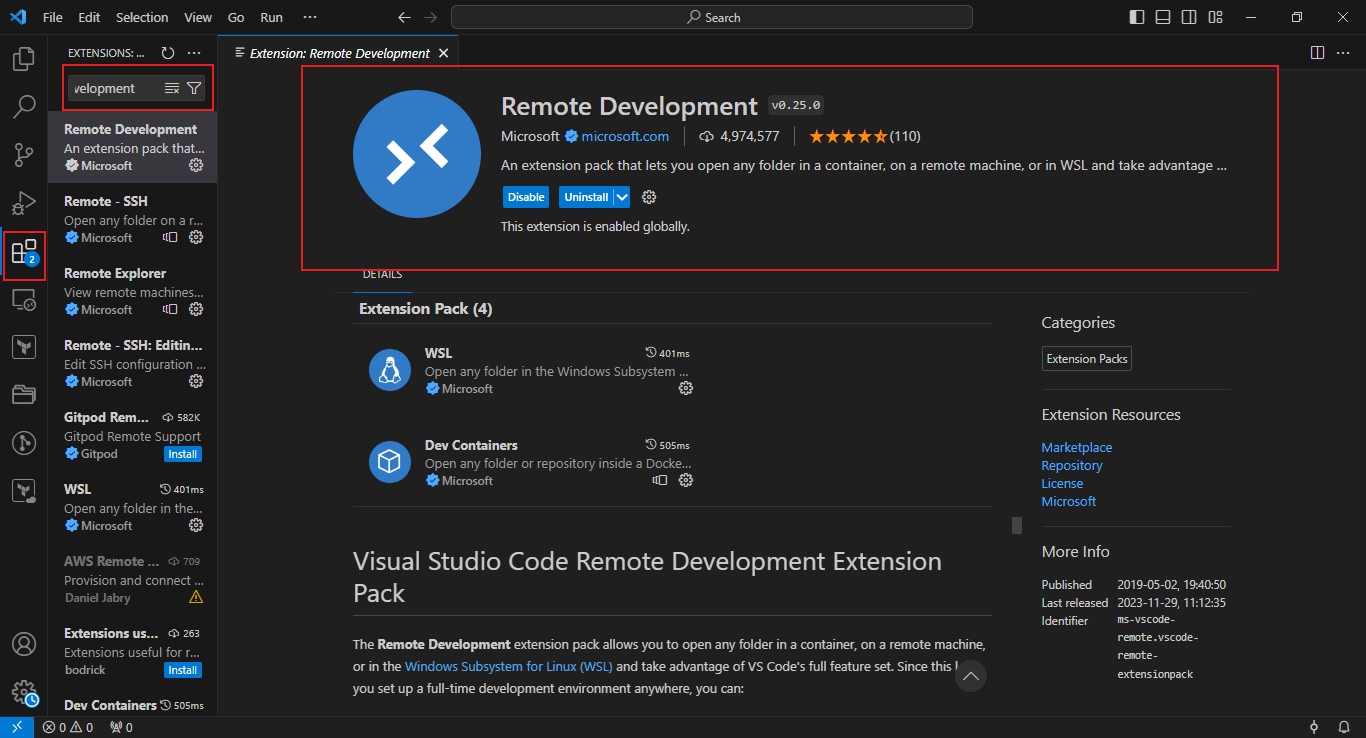 File Edit Selection View Go Run ···
Search
EXTENSIONS: ...
Extension: Remote Development
velopment
Remote Development
An extension pack that...
Microsoft
Remote - SSH
Open any folder on a r...
Microsoft
Remote Explorer
View remote machines...
Microsoft
Remote - SSH: Editin...
Edit SSH configuration ...
Microsoft
Gitpod Rem... 582K
Gitpod Remote Support
Gitpod Install
WSL 401ms
Open any folder in the...
Microsoft
AWS Remote ... 709
Provision and connect ...
Daniel Jabry
Extensions us... 263
Extensions useful for r...
bodrick Install
Dev Containers 505ms
2
Remote Development v0.25.0
Microsoft microsoft.com 4,974,577 (110)
An extension pack that lets you open any folder in a container, on a remote machine, or in WSL and take advantage ...
Disable Uninstall
This extension is enabled globally.
DETAILS
Extension Pack (4)
WSL 401ms
Open any folder in the Windows Subsystem ...
Microsoft
Dev Containers 505ms
Open any folder or repository inside a Docke...
Microsoft
Visual Studio Code Remote Development Extension
Pack
The Remote Development extension pack allows you to open any folder in a container, on a remote machine,
or in the Windows Subsystem for Linux (WSL) and take advantage of VS Code's full feature set. Since this l
you set up a full-time development environment anywhere, you can:
Categories
Extension Packs
Extension Resources
Marketplace
Repository
License
Microsoft
More Info
Published 2019-05-02, 19:40:50
Last released 2023-11-29, 11:12:35
Identifier ms-vscode-
remote.vscode-
remote-
extensionpack
0 0 0